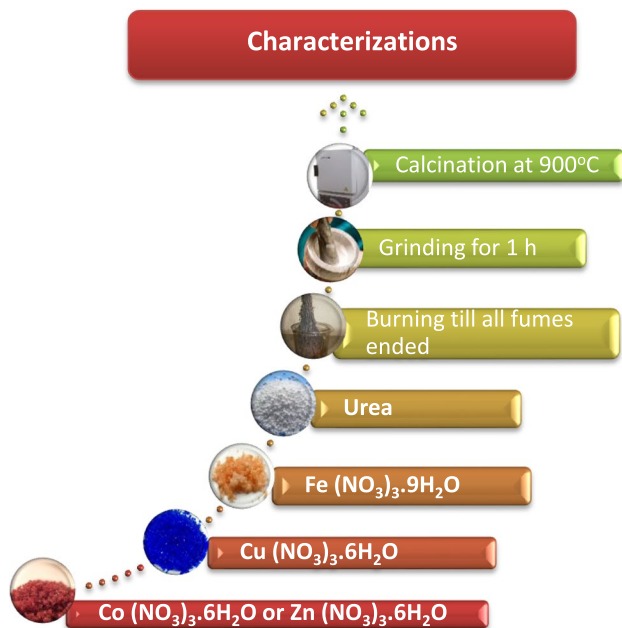 Characterizations
Calcination at 900°C
Grinding for 1 h
Burning till all fumes
ended
Urea
Fe (NO₃)₃.9H₂O
Cu (NO₃)₃.6H₂O
Co (NO₃)₃.6H₂O or Zn (NO₃)₃.6H₂O